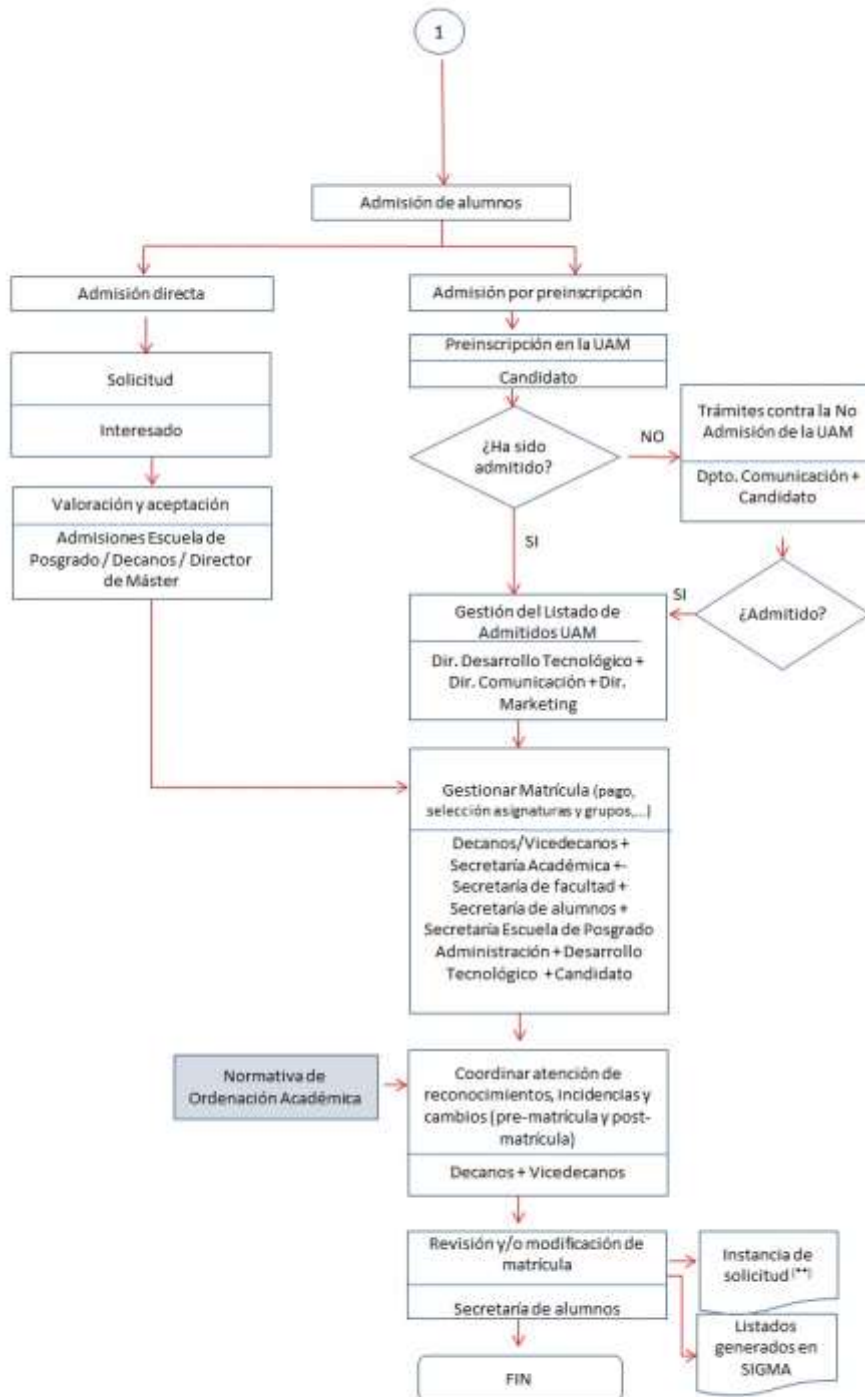 1
Admisión de alumnos
Admisión directa
Admisión por preinscripción
Solicitud
Interesado
Preinscripción en la UAM
Candidato
Valoración y aceptación
Admisiones Escuela de
Posgrado / Decanos / Director
de Máster
¿Ha sido
admitido?
NO
SI
Trámites contra la No
Admisión de la UAM
Dpto. Comunicación +
Candidato
¿Admitido?
SI
Gestión del Listado de
Admitidos UAM
Dir. Desarrollo Tecnológico +
Dir. Comunicación + Dir.
Marketing
Gestionar Matrícula (pago,
selección asignaturas y grupos,...)
Decanos/Vicedecanos +
Secretaría Académica +-
Secretaría de facultad +
Secretaría de alumnos +
Secretaría Escuela de Posgrado
Administración + Desarrollo
Tecnológico + Candidato
Normativa de
Ordenación Académica
Coordinar atención de
reconocimientos, incidencias y
cambios (pre-matrícula y post-
matrícula)
Decanos + Vicedecanos
Revisión y/o modificación de
matrícula
Secretaría de alumnos
Instancia de
solicitud (**)
Listados
generados en
SIGMA
FIN